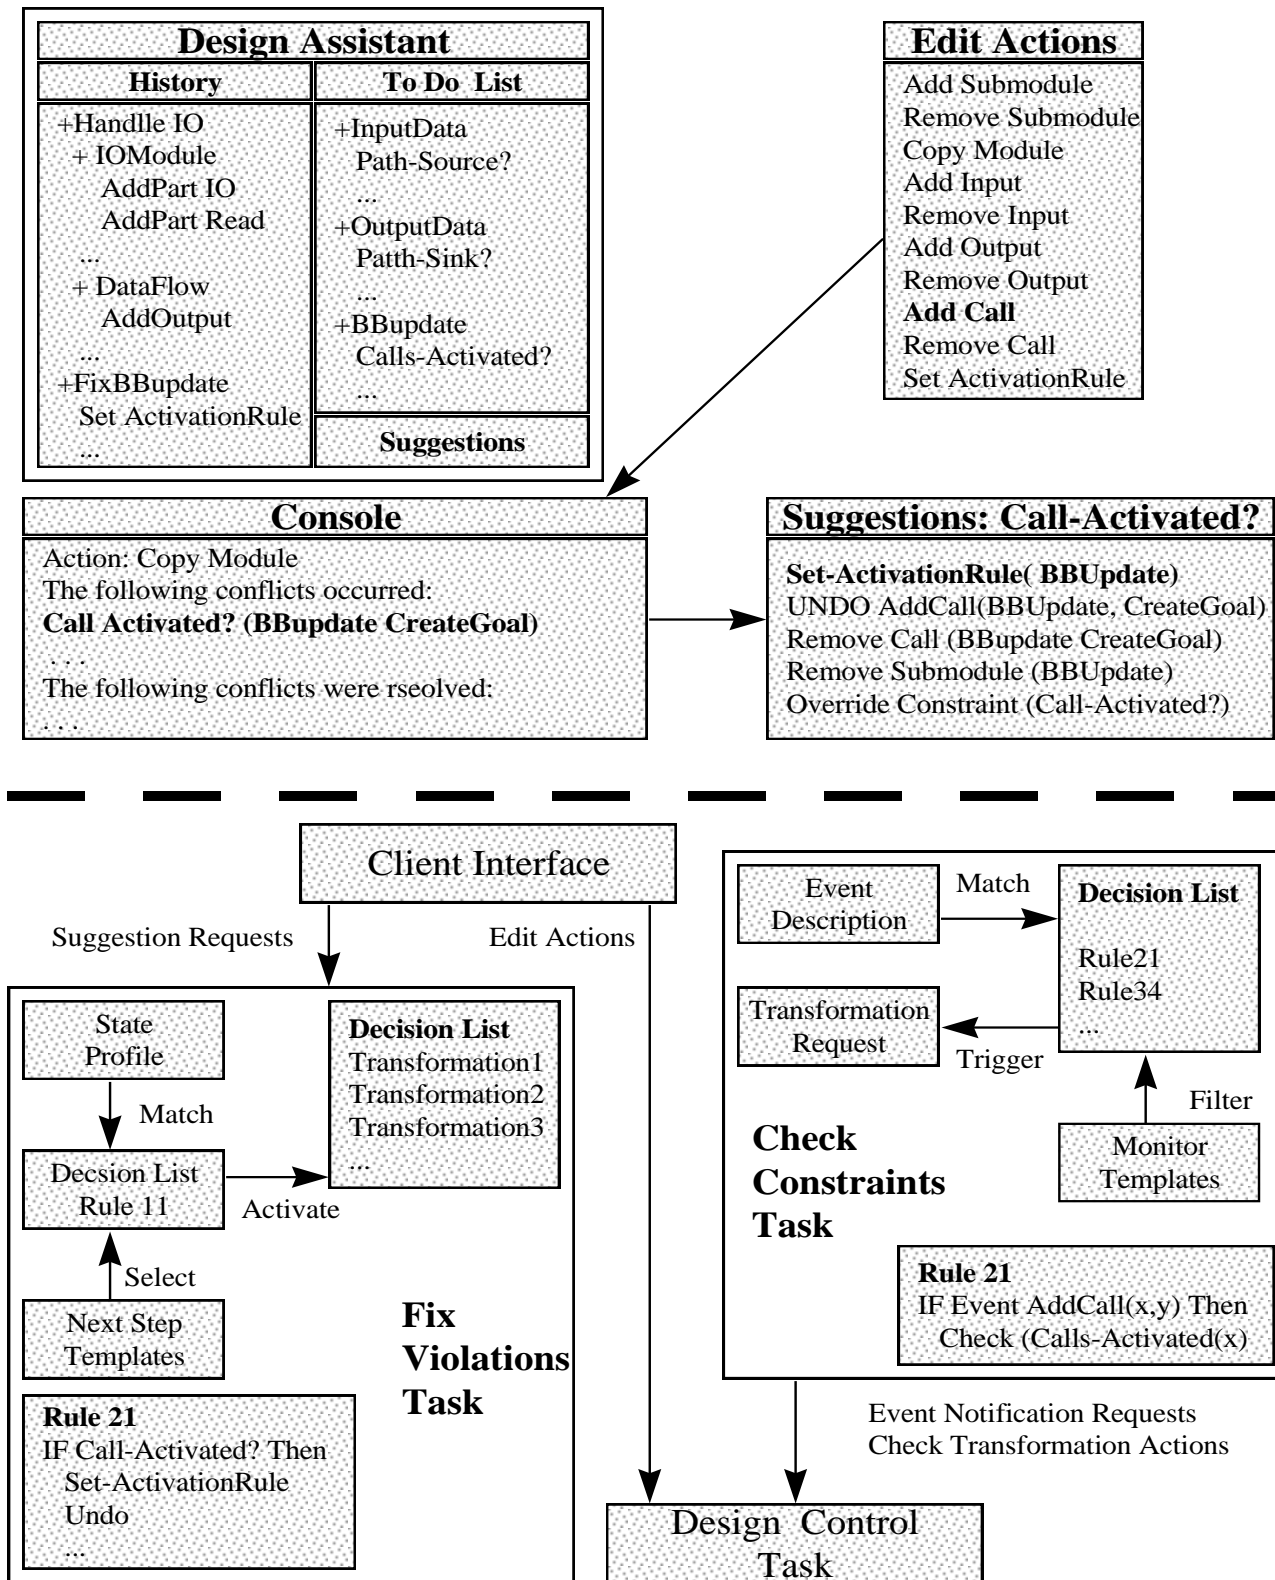 Design Assistant
History
+Handlle IO
+ IOModule
AddPart IO
AddPart Read
...
+ DataFlow
AddOutput
...
+FixBBupdate
Set ActivationRule
...
To Do List
+InputData
Path-Source?
...
+OutputData
Patth-Sink?
...
+BBupdate
Calls-Activated?
...
Suggestions
Edit Actions
Add Submodule
Remove Submodule
Copy Module
Add Input
Remove Input
Add Output
Remove Output
Add Call
Remove Call
Set ActivationRule
Console
Action: Copy Module
The following conflicts occurred:
Call Activated? (BBupdate CreateGoal)
. . .
The following conflicts were rseolved:
. . .
Suggestions: Call-Activated?
Set-ActivationRule( BBUpdate)
UNDO AddCall(BBUpdate, CreateGoal)
Remove Call (BBupdate CreateGoal)
Remove Submodule (BBUpdate)
Override Constraint (Call-Activated?)
Client Interface
Suggestion Requests
Edit Actions
State
Profile
Match
Decsion List
Rule 11
Activate
Select
Next Step
Templates
Decision List
Transformation1
Transformation2
Transformation3
...
Fix
Violations
Task
Rule 21
IF Call-Activated? Then
Set-ActivationRule
Undo
...
Event
Description
Match
Decision List
Rule21
Rule34
...
Transformation
Request
Trigger
Filter
Monitor
Templates
Check
Constraints
Task
Rule 21
IF Event AddCall(x,y) Then
Check (Calls-Activated(x)
Event Notification Requests
Check Transformation Actions
Design Control
Task